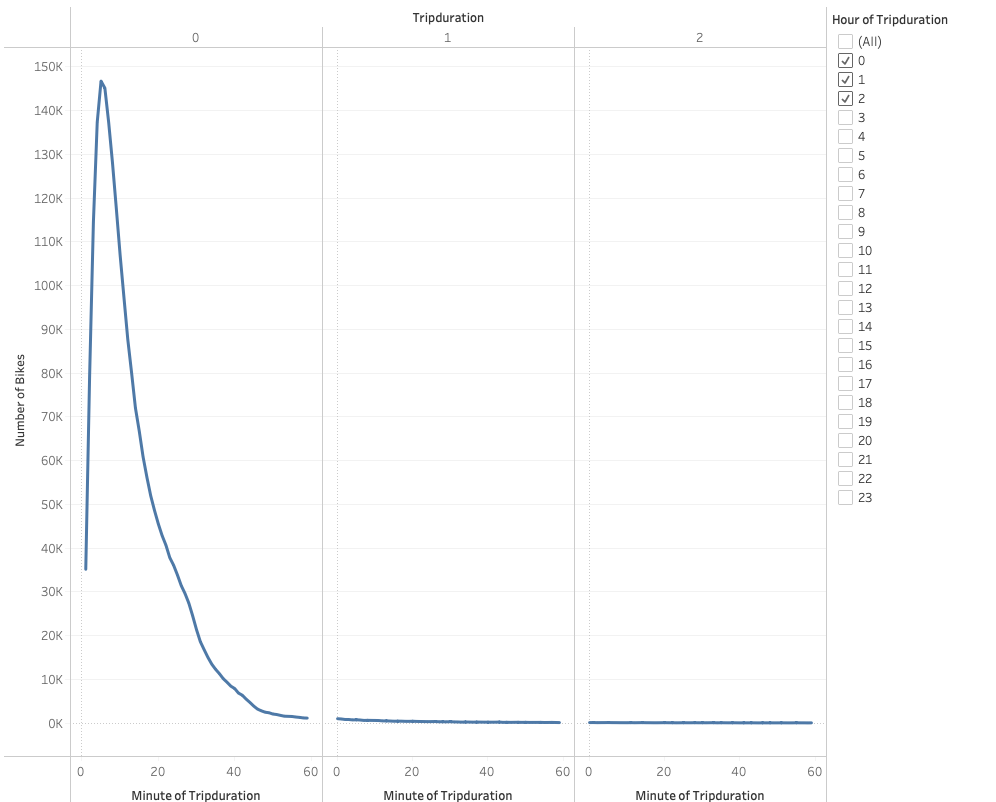 Tripduration
0 1 2
150K
140K
130K
120K
110K
100K
90K
80K
70K
60K
50K
40K
30K
20K
10K
0K
Number of Bikes
0 20 40 60 0 20 40 60 0 20 40 60
Minute of Tripduration Minute of Tripduration Minute of Tripduration
Hour of Tripduration
(All)
0
1
2
3
4
5
6
7
8
9
10
11
12
13
14
15
16
17
18
19
20
21
22
23